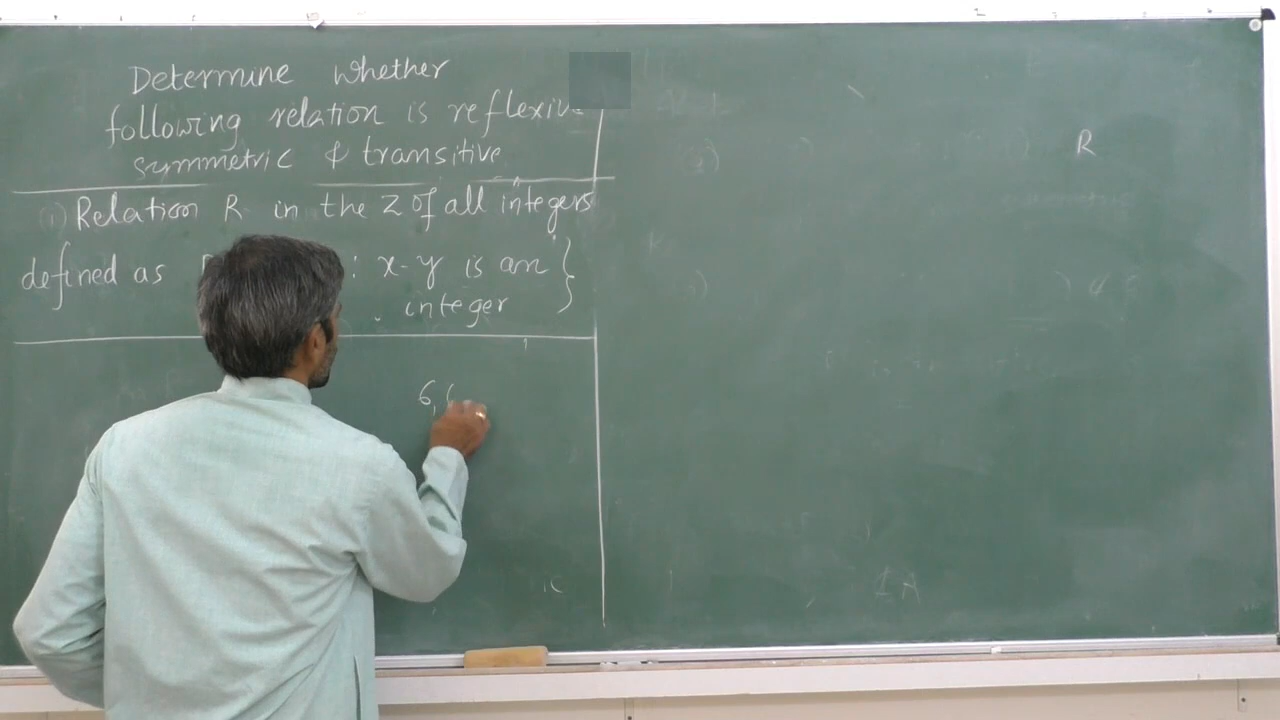 Determine whether
following relation is reflexive
symmetric & transitive
(i) Relation R in the Z of all integers
defined as : x-y is an }
integer
6,
R